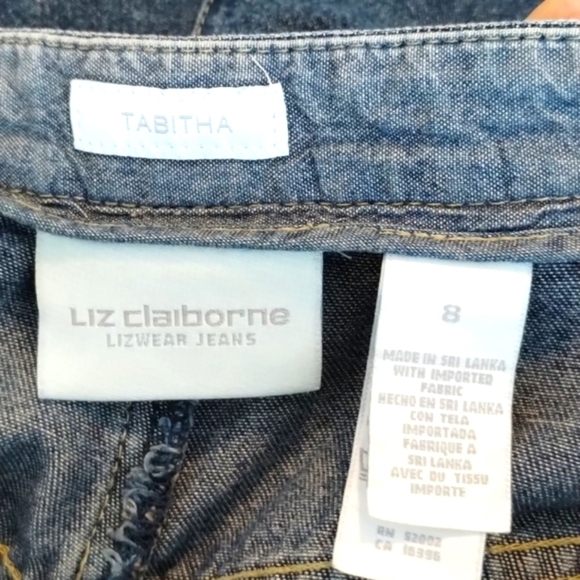 TABITHA
Liz claiborne
LIZWEAR JEANS
8
MADE IN SRI LANKA
WITH IMPORTED
FABRIC
HECHO EN SRI LANKA
CON TELA
IMPORTADA
FABRIQUE A
SRI LANKA
AVEC DU TISSU
IMPORTE
RN 52002
CA 18396